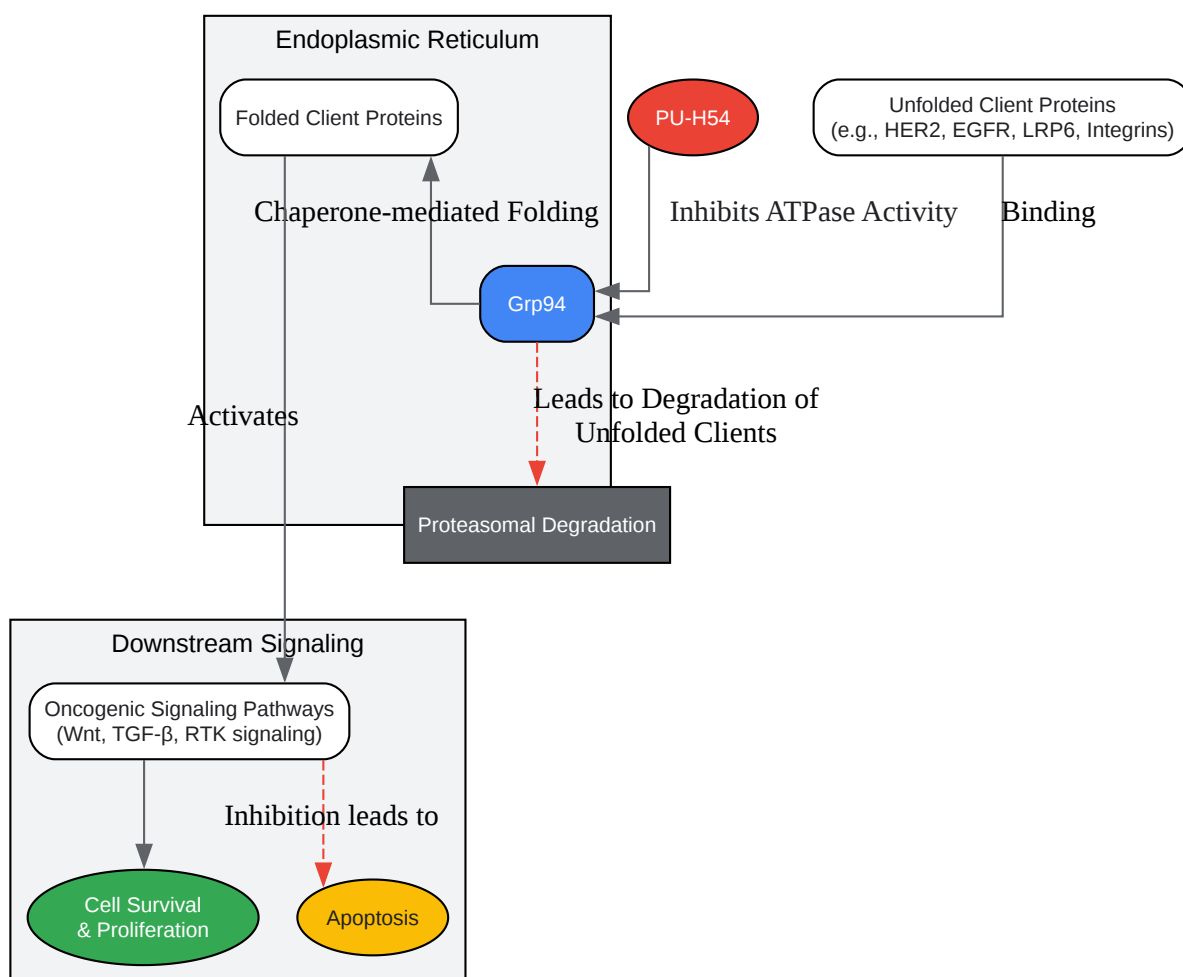 Endoplasmic Reticulum
Folded Client Proteins
PU-H54
Unfolded Client Proteins
(e.g., HER2, EGFR, LRP6, Integrins)
Chaperone-mediated Folding
Inhibits ATPase Activity
Binding
Grp94
Activates
Leads to Degradation of
Unfolded Clients
Proteasomal Degradation
Downstream Signaling
Oncogenic Signaling Pathways
(Wnt, TGF-β, RTK signaling)
Inhibition leads to
Cell Survival
& Proliferation
Apoptosis